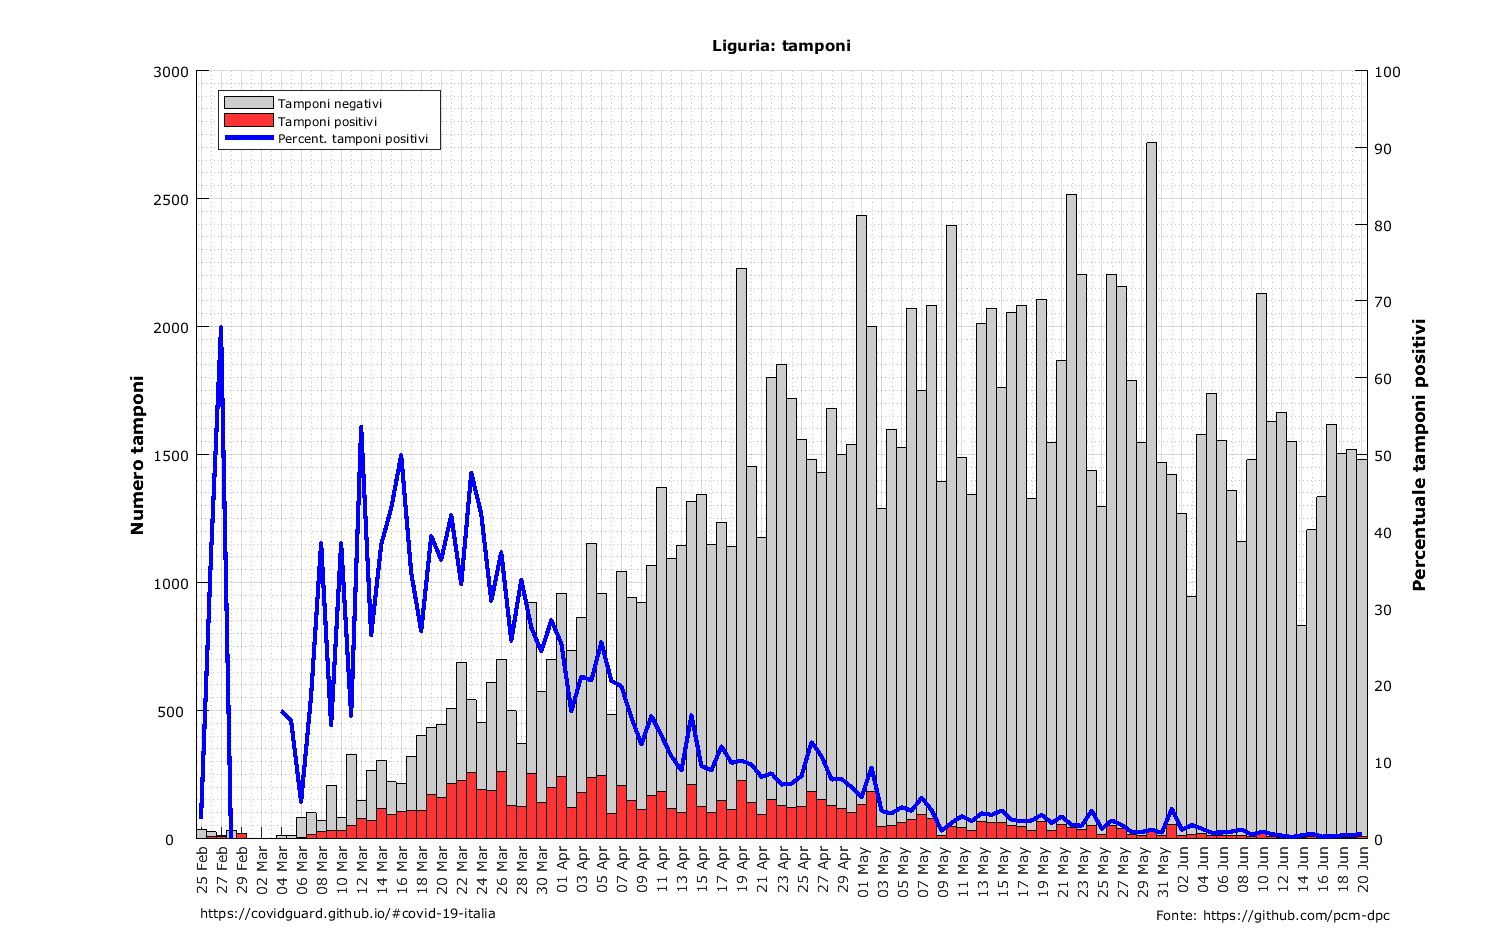 Liguria: tamponi
Tamponi negativi
Tamponi positivi
Percent. tamponi positivi
Numero tamponi
3000
2500
2000
1500
1000
500
0
Percentuale tamponi positivi
100
90
80
70
60
50
40
30
20
10
0
25 Feb
27 Feb
29 Feb
02 Mar
04 Mar
06 Mar
08 Mar
10 Mar
12 Mar
14 Mar
16 Mar
18 Mar
20 Mar
22 Mar
24 Mar
26 Mar
28 Mar
30 Mar
01 Apr
03 Apr
05 Apr
07 Apr
09 Apr
11 Apr
13 Apr
15 Apr
17 Apr
19 Apr
21 Apr
23 Apr
25 Apr
27 Apr
29 Apr
01 May
03 May
05 May
07 May
09 May
11 May
13 May
15 May
17 May
19 May
21 May
23 May
25 May
27 May
29 May
31 May
02 Jun
04 Jun
06 Jun
08 Jun
10 Jun
12 Jun
14 Jun
16 Jun
18 Jun
20 Jun
https://covidguard.github.io/#covid-19-italia
Fonte: https://github.com/pcm-dpc